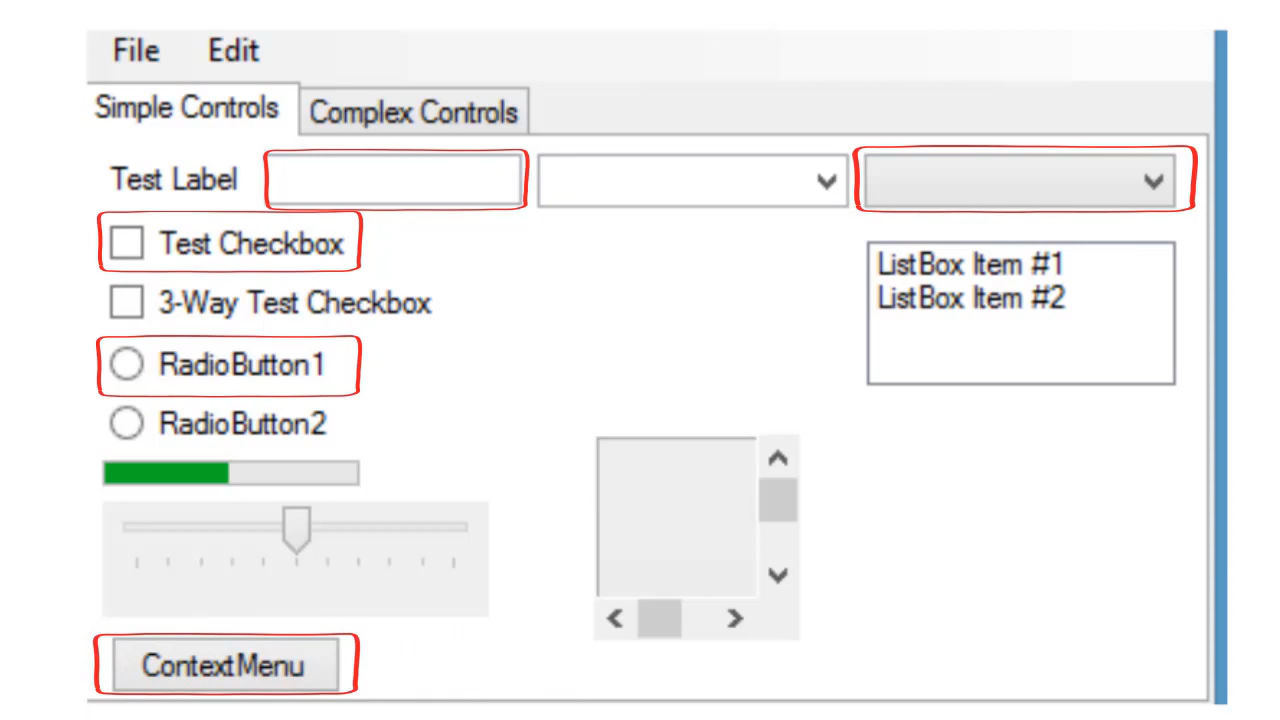 File Edit
Simple Controls Complex Controls
Test Label
Test Checkbox
ListBox Item #1
ListBox Item #2
3-Way Test Checkbox
RadioButton1
RadioButton2
ContextMenu